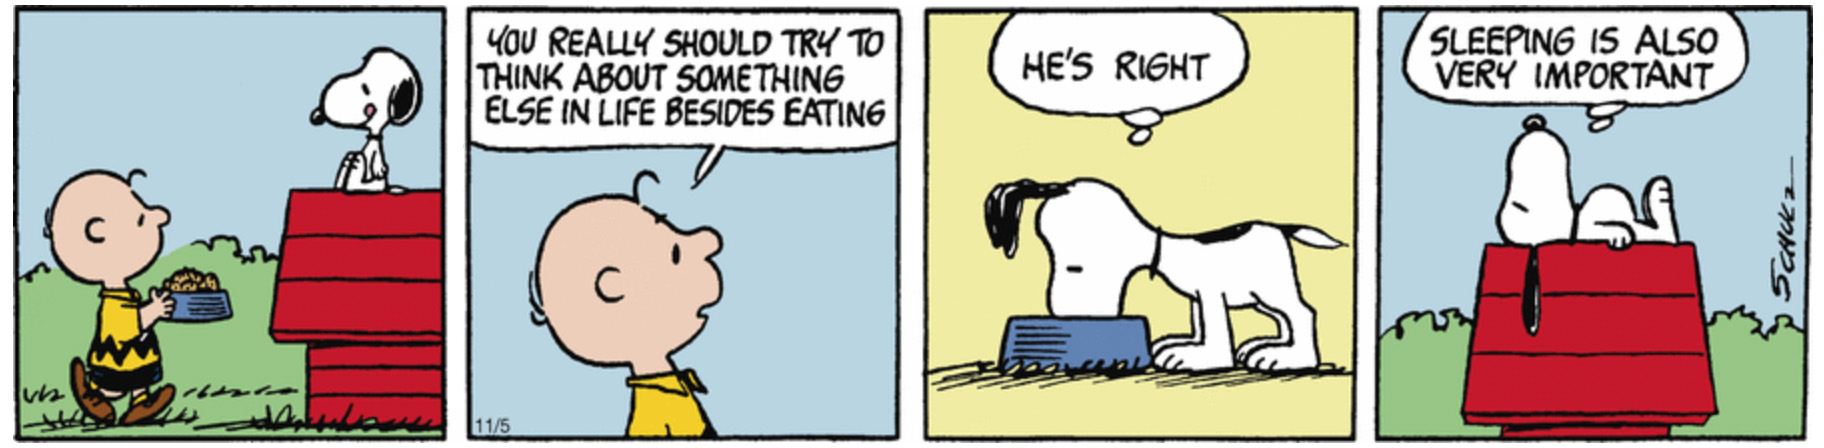 YOU REALLY SHOULD TRY TO
THINK ABOUT SOMETHING
ELSE IN LIFE BESIDES EATING
11/5
HE'S RIGHT
SLEEPING IS ALSO
VERY IMPORTANT
SCHULZ